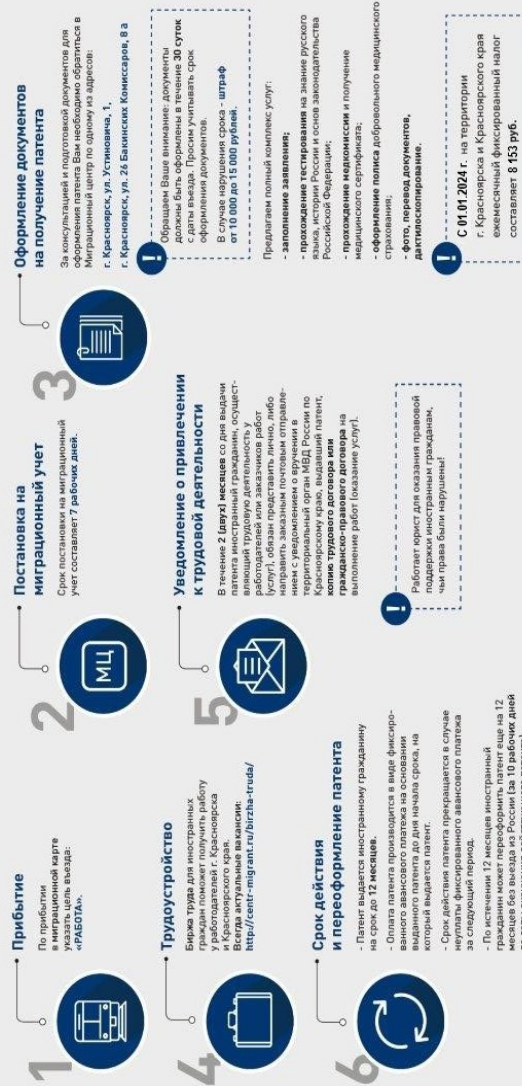 1
Прибытие
По прибытии
в миграционной карте
указать цель въезда:
«РАБОТА».
2
Постановка на
миграционный учет
Срок постановки на миграционный
учет составляет 7 рабочих дней.
МЦ
3
Оформление документов
на получение патента
За консультацией и подготовкой документов для
оформления патента Вам необходимо обратиться в
Миграционный центр по одному из адресов:
г. Красноярск, ул. Устиновича, 1,
г. Красноярск, ул. 26 Бакинских Комиссаров, 8 а
!
Обращаем Ваше внимание: документы
должны быть оформлены в течение 30 суток
с даты въезда. Просим учитывать срок
оформления документов.
В случае нарушения срока - штраф
от 10 000 до 15 000 рублей.
Предлагаем полный комплекс услуг:
- заполнение заявления;
- прохождение тестирования на знание русского
языка, истории России и основ законодательства
Российской Федерации;
- прохождение медкомиссии и получение
медицинского сертификата;
- оформление полиса добровольного медицинского
страхования;
- фото, перевод документов,
дактилоскопирование.
!
С 01.01.2024 г. на территории
г. Красноярска и Красноярского края
ежемесячный фиксированный налог
составляет 8 153 руб.
4
Трудоустройство
Биржа труда для иностранных
граждан поможет получить работу
у работодателей г. Красноярска
и Красноярского края.
Всегда актуальные вакансии:
http://centrmigrant.ru/birzha-truda/
5
Уведомление о привлечении
к трудовой деятельности
В течение 2 (двух) месяцев со дня выдачи
патента иностранный гражданин, осущест-
вляющий трудовую деятельность у
работодателей или заказчиков работ
(услуг), обязан представить лично, либо
направить заказным почтовым отправле-
нием с уведомлением о вручении в
территориальный орган МВД России по
Красноярскому краю, выдавший патент,
копию трудового договора или
гражданско-правового договора на
выполнение работ (оказание услуг).
!
Работает юрист для оказания правовой
поддержки иностранным гражданам,
чьи права были нарушены!
6
Срок действия
и переоформление патента
- Патент выдается иностранному гражданину
на срок до 12 месяцев.
- Оплата патента производится в виде фиксиро-
ванного авансового платежа на основании
выданного патента до дня начала срока, на
который выдается патент.
- Срок действия патента прекращается в случае
неуплаты фиксированного авансового платежа
за следующий период.
- По истечении 12 месяцев иностранный
гражданин может переоформить патент еще на 12
месяцев без выезда из России (за 10 рабочих дней